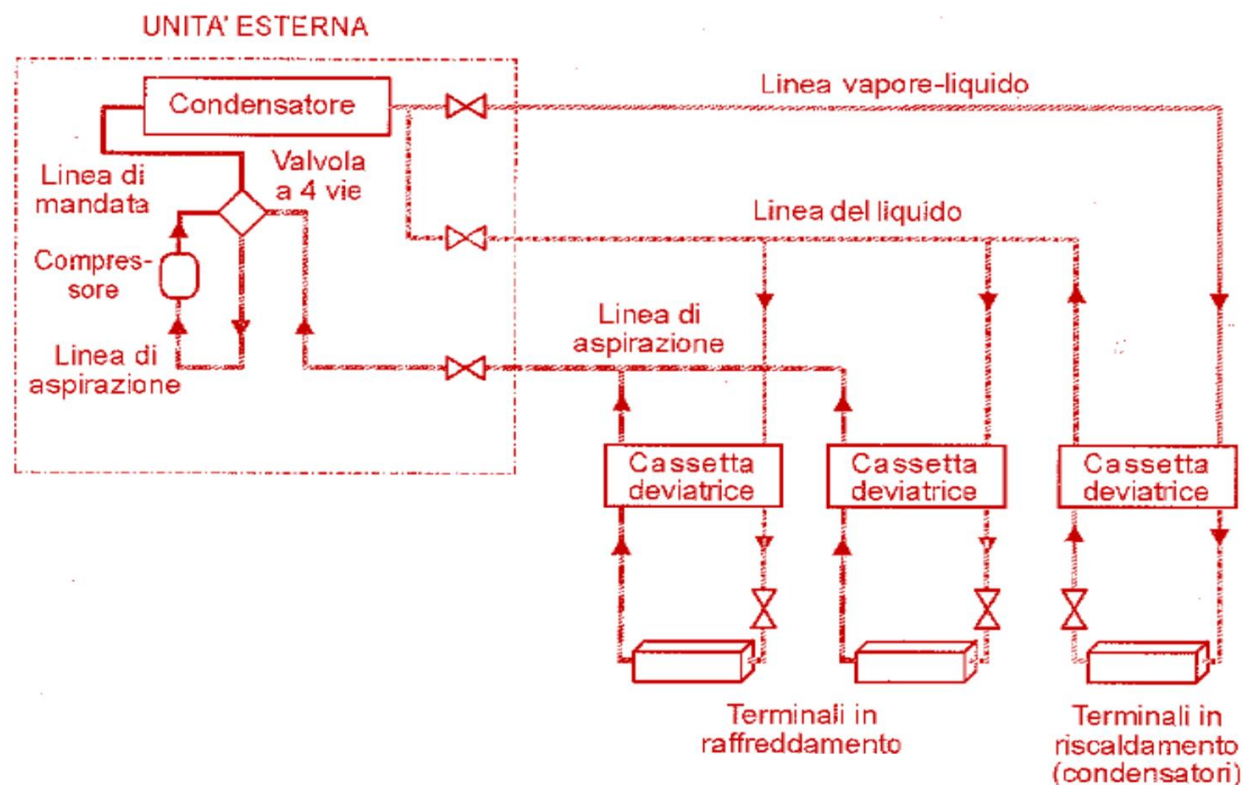 UNITA' ESTERNA
Condensatore
Linea vapore-liquido
Linea di
mandata
Valvola
a 4 vie
Linea del liquido
Compres-
sore
Linea di
aspirazione
Linea di
aspirazione
Cassetta
deviatrice
Cassetta
deviatrice
Cassetta
deviatrice
Terminali in
raffreddamento
Terminali in
riscaldamento
(condensatori)